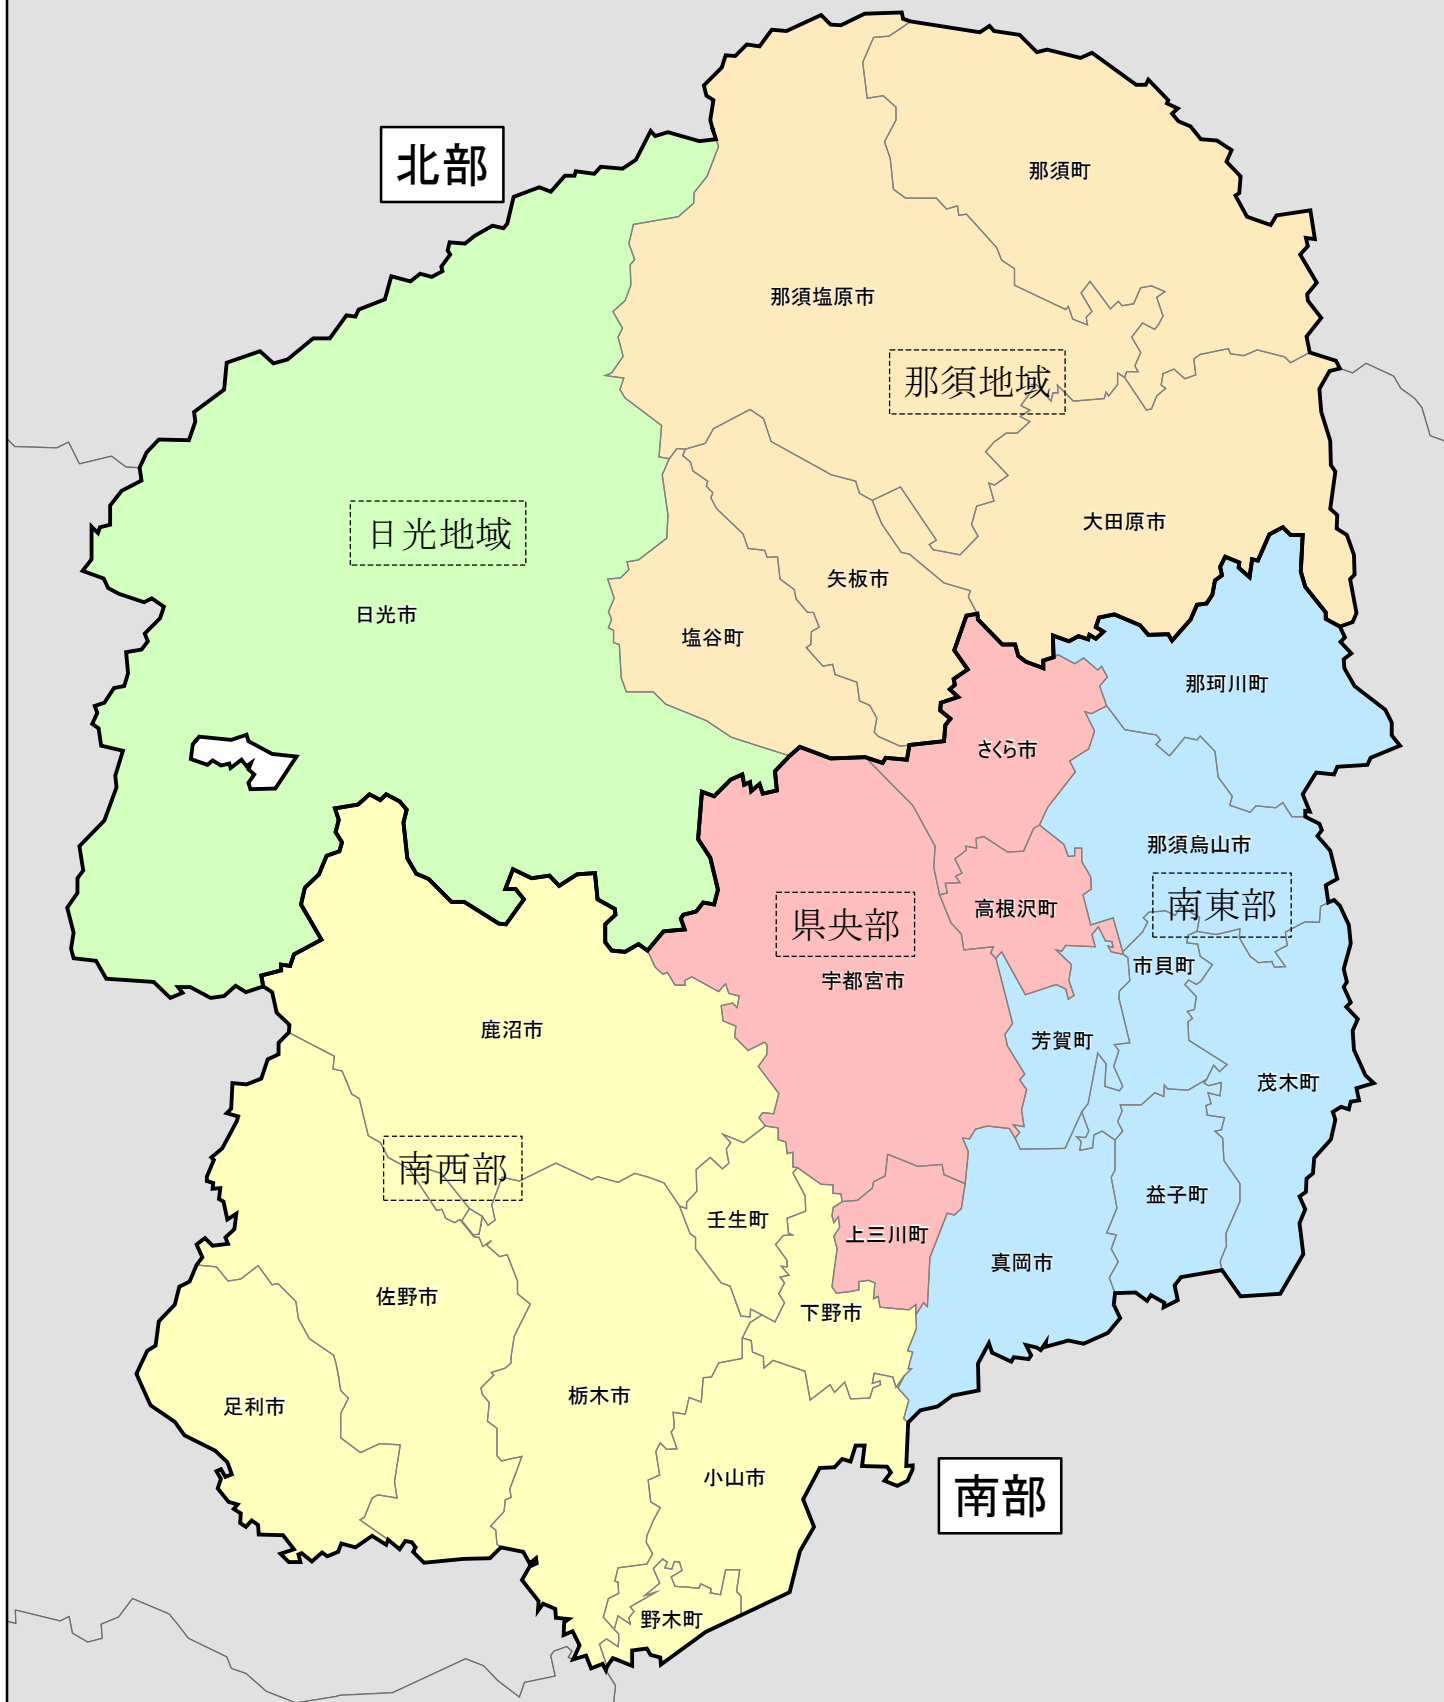 北部
那須町
那須塩原市
那須地域
大田原市
日光地域
矢板市
日光市
塩谷町
那珂川町
さくら市
那須烏山市
高根沢町
南東部
県央部
市貝町
宇都宮市
鹿沼市
芳賀町
茂木町
南西部
益子町
壬生町
上三川町
真岡市
佐野市
下野市
栃木市
足利市
小山市
南部
野木町